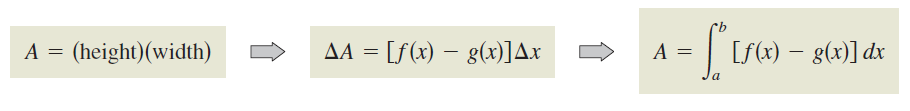 A = (height)(width) ⇒ ΔA = [f(x) − g(x)]Δx ⇒ A = ∫_a^b [f(x) − g(x)] dx